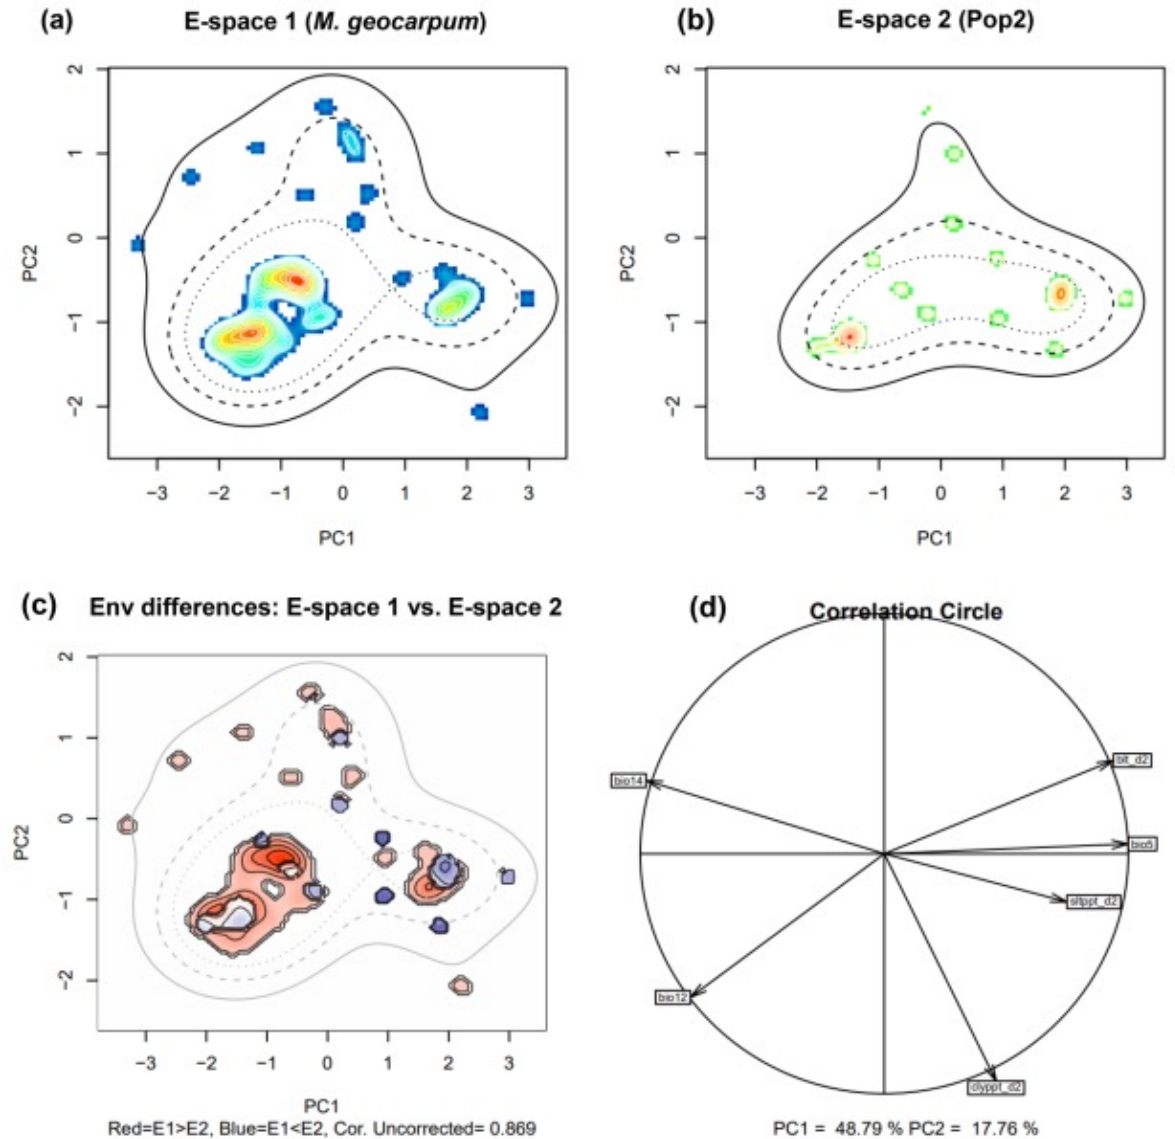 (a) E-space 1 (M. geocarpum)
2
1
0
−1
−2
PC2
−3 −2 −1 0 1 2 3
PC1
(b) E-space 2 (Pop2)
2
1
0
−1
−2
PC2
−3 −2 −1 0 1 2 3
PC1
(c) Env differences: E-space 1 vs. E-space 2
2
1
0
−1
−2
PC2
−3 −2 −1 0 1 2 3
PC1
Red=E1>E2, Blue=E1<E2, Cor. Uncorrected= 0.869
(d) Correlation Circle
blt_d2
bio14
bio5
sltppt_d2
bio12
clyppt_d2
PC1 = 48.79 % PC2 = 17.76 %